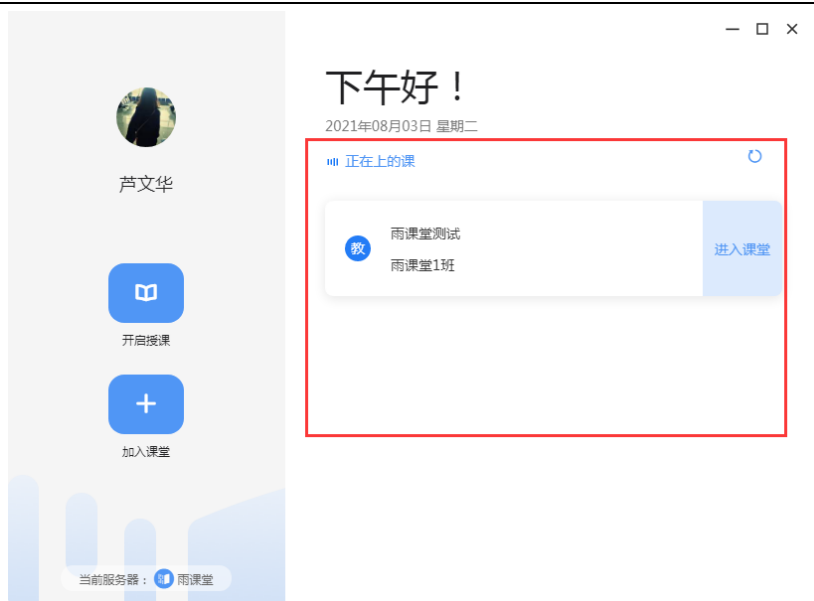 下午好！
2021年08月03日 星期二
正在上的课
教
雨课堂测试
雨课堂1班
进入课堂
芦文华
开启授课
加入课堂
当前服务器： 雨课堂